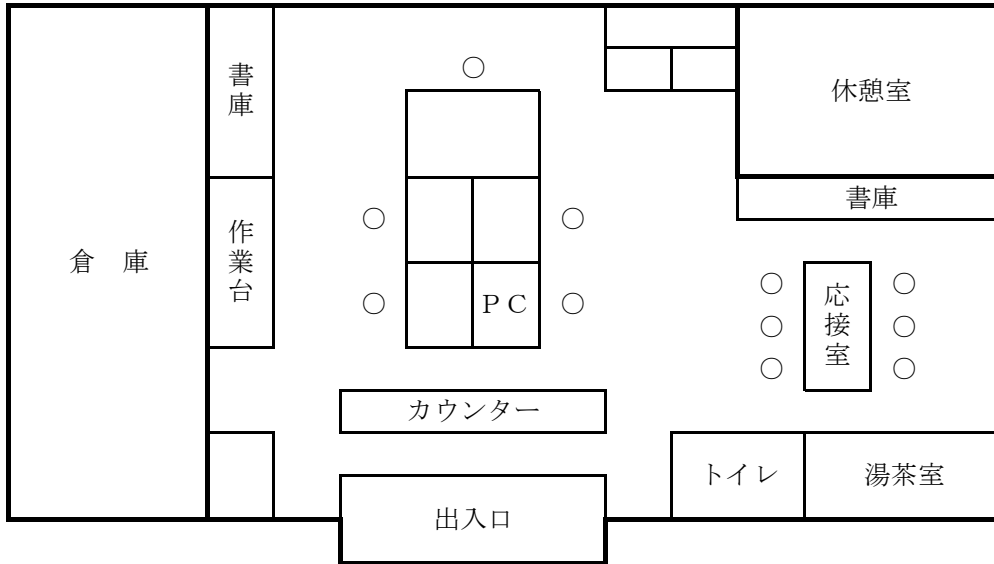 書庫
休憩室
書庫
倉　庫
作業台
ＰＣ
応接室
カウンター
トイレ
湯茶室
出入口